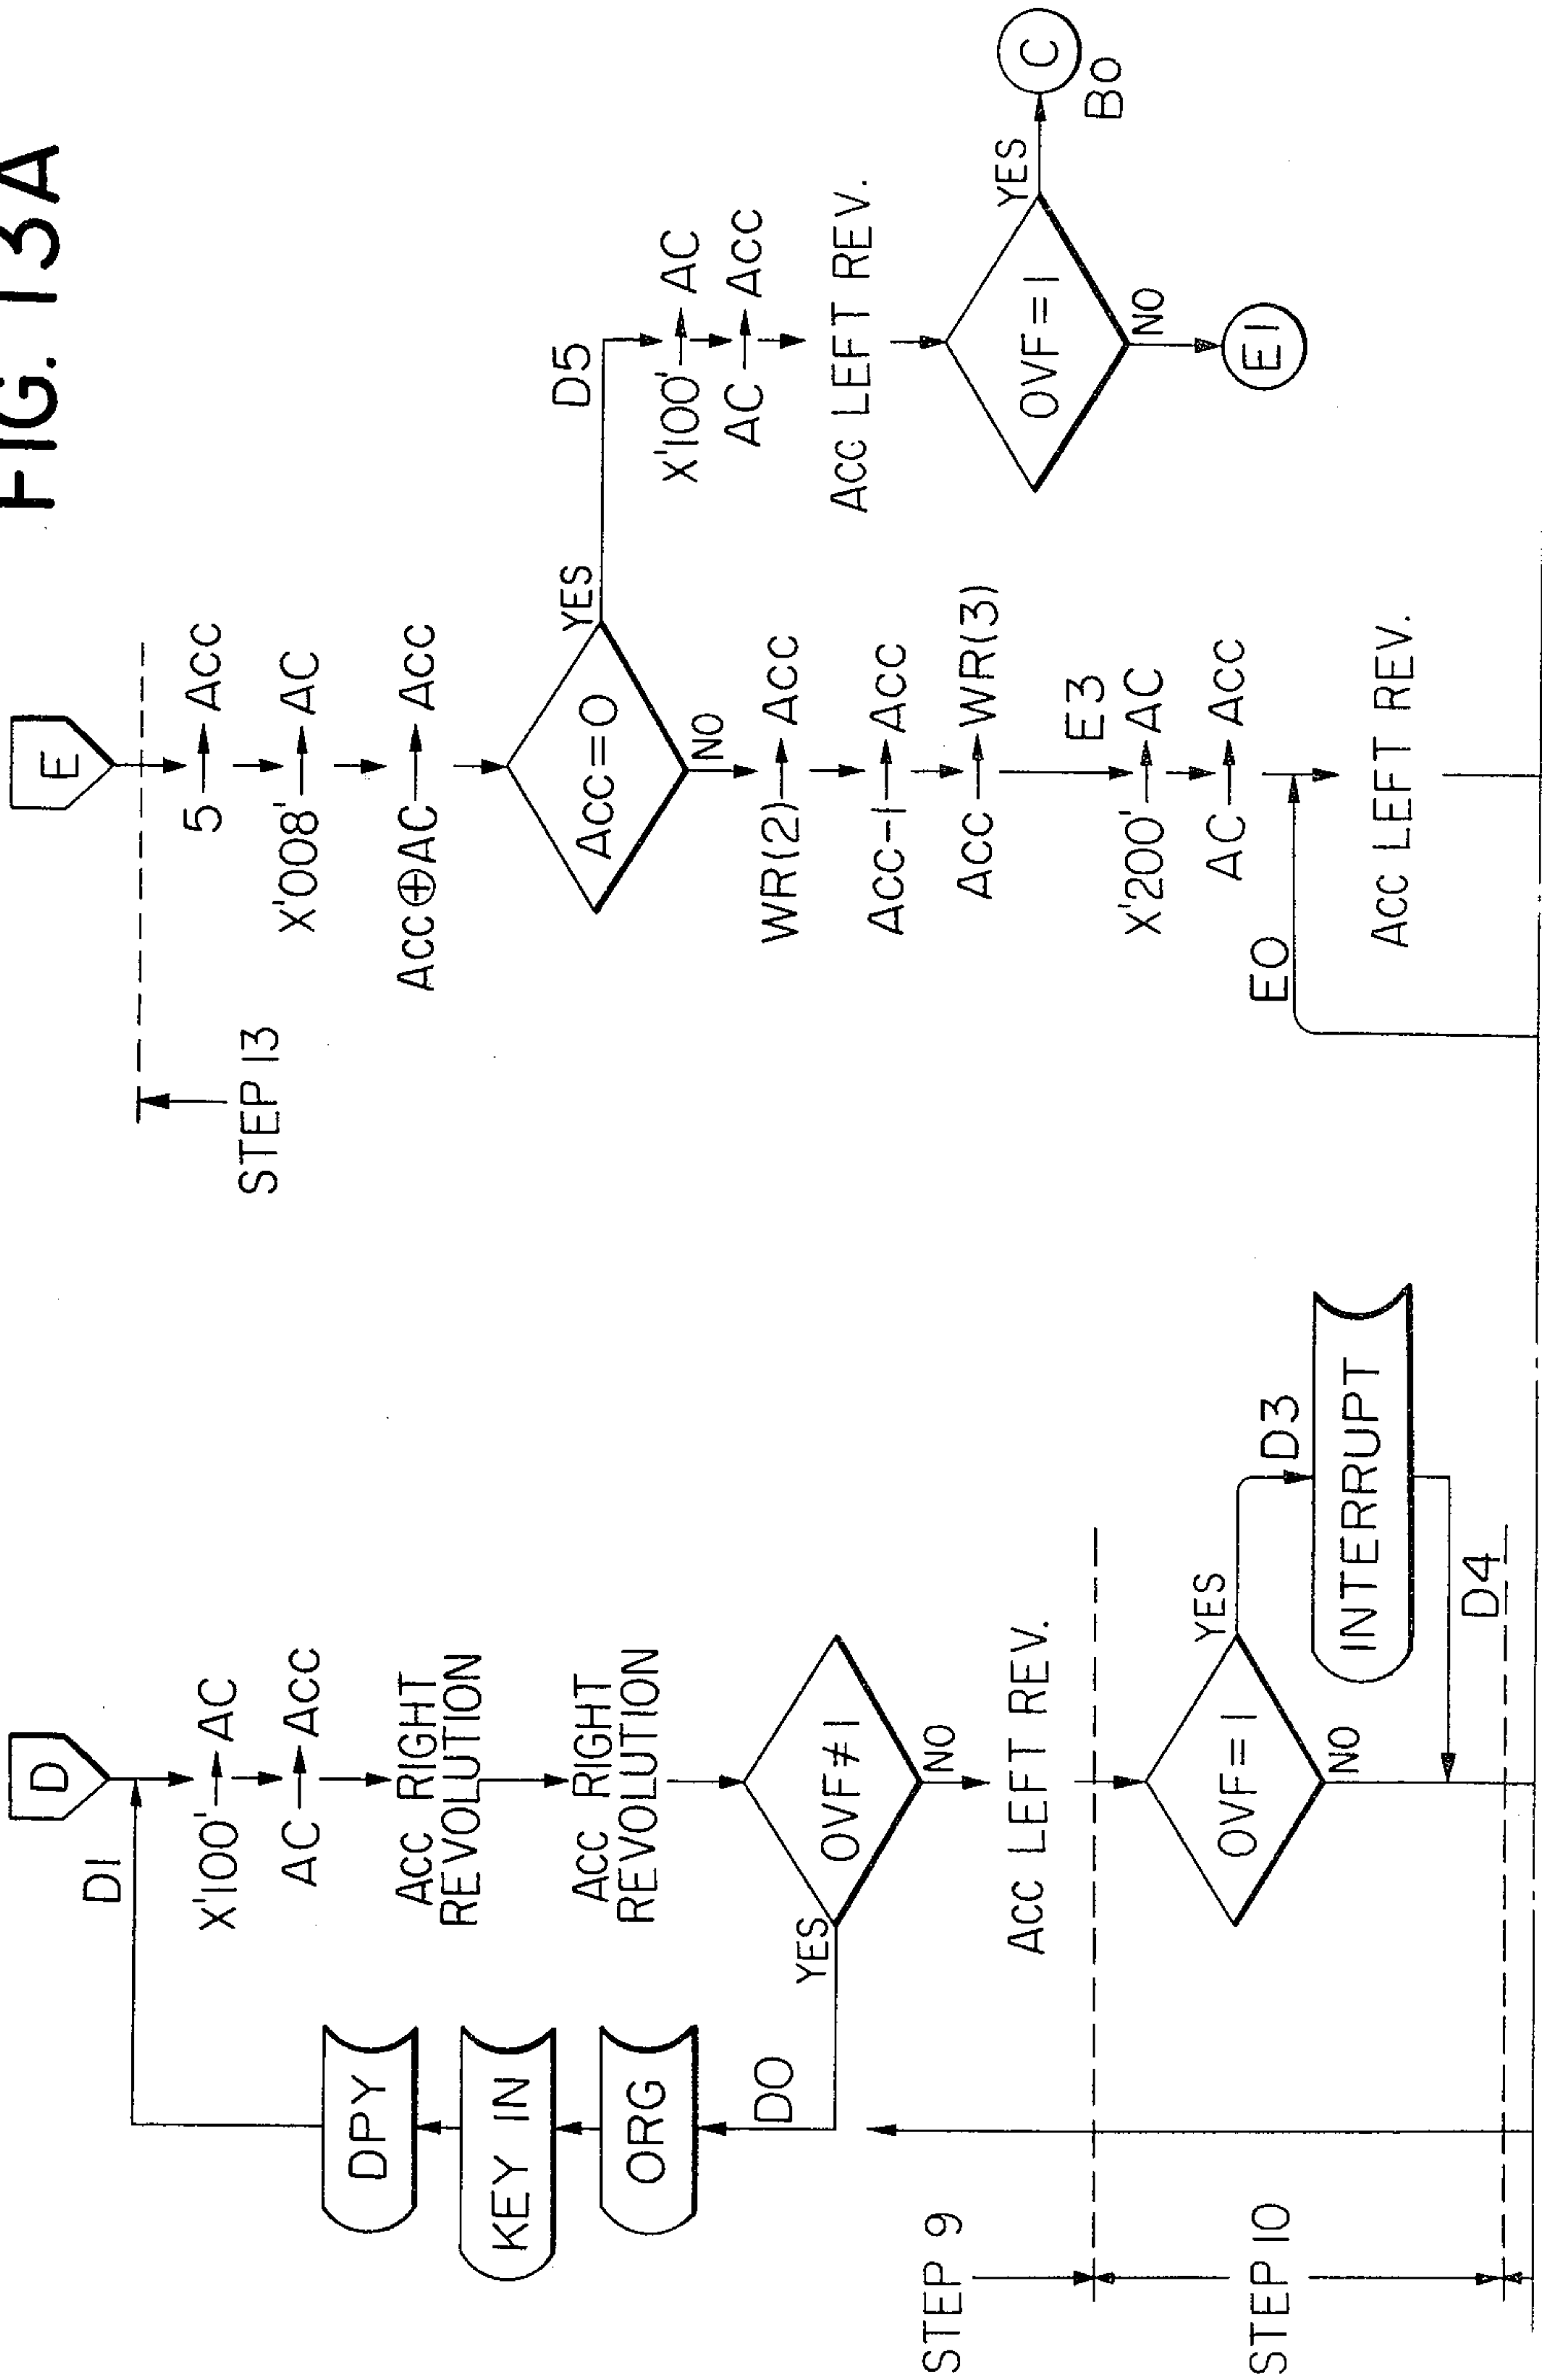 FIG. 13A
D
D1
X'100' → AC
AC → ACC
ACC RIGHT
REVOLUTION
ACC RIGHT
REVOLUTION
OVF≠1
YES
NO
D0
ORG
KEY IN
DPY
ACC LEFT REV.
STEP 9
OVF=1
YES
D3
INTERRUPT
D4
NO
STEP 10
E
STEP 13
5 → ACC
X'008' → AC
ACC⊕AC → ACC
ACC=0
YES
NO
D5
X'100' → AC
AC → ACC
ACC LEFT REV.
OVF=1
YES
C
B0
NO
E1
WR(2) → ACC
ACC-1 → ACC
ACC → WR(3)
E3
X'200' → AC
AC → ACC
E0
ACC LEFT REV.